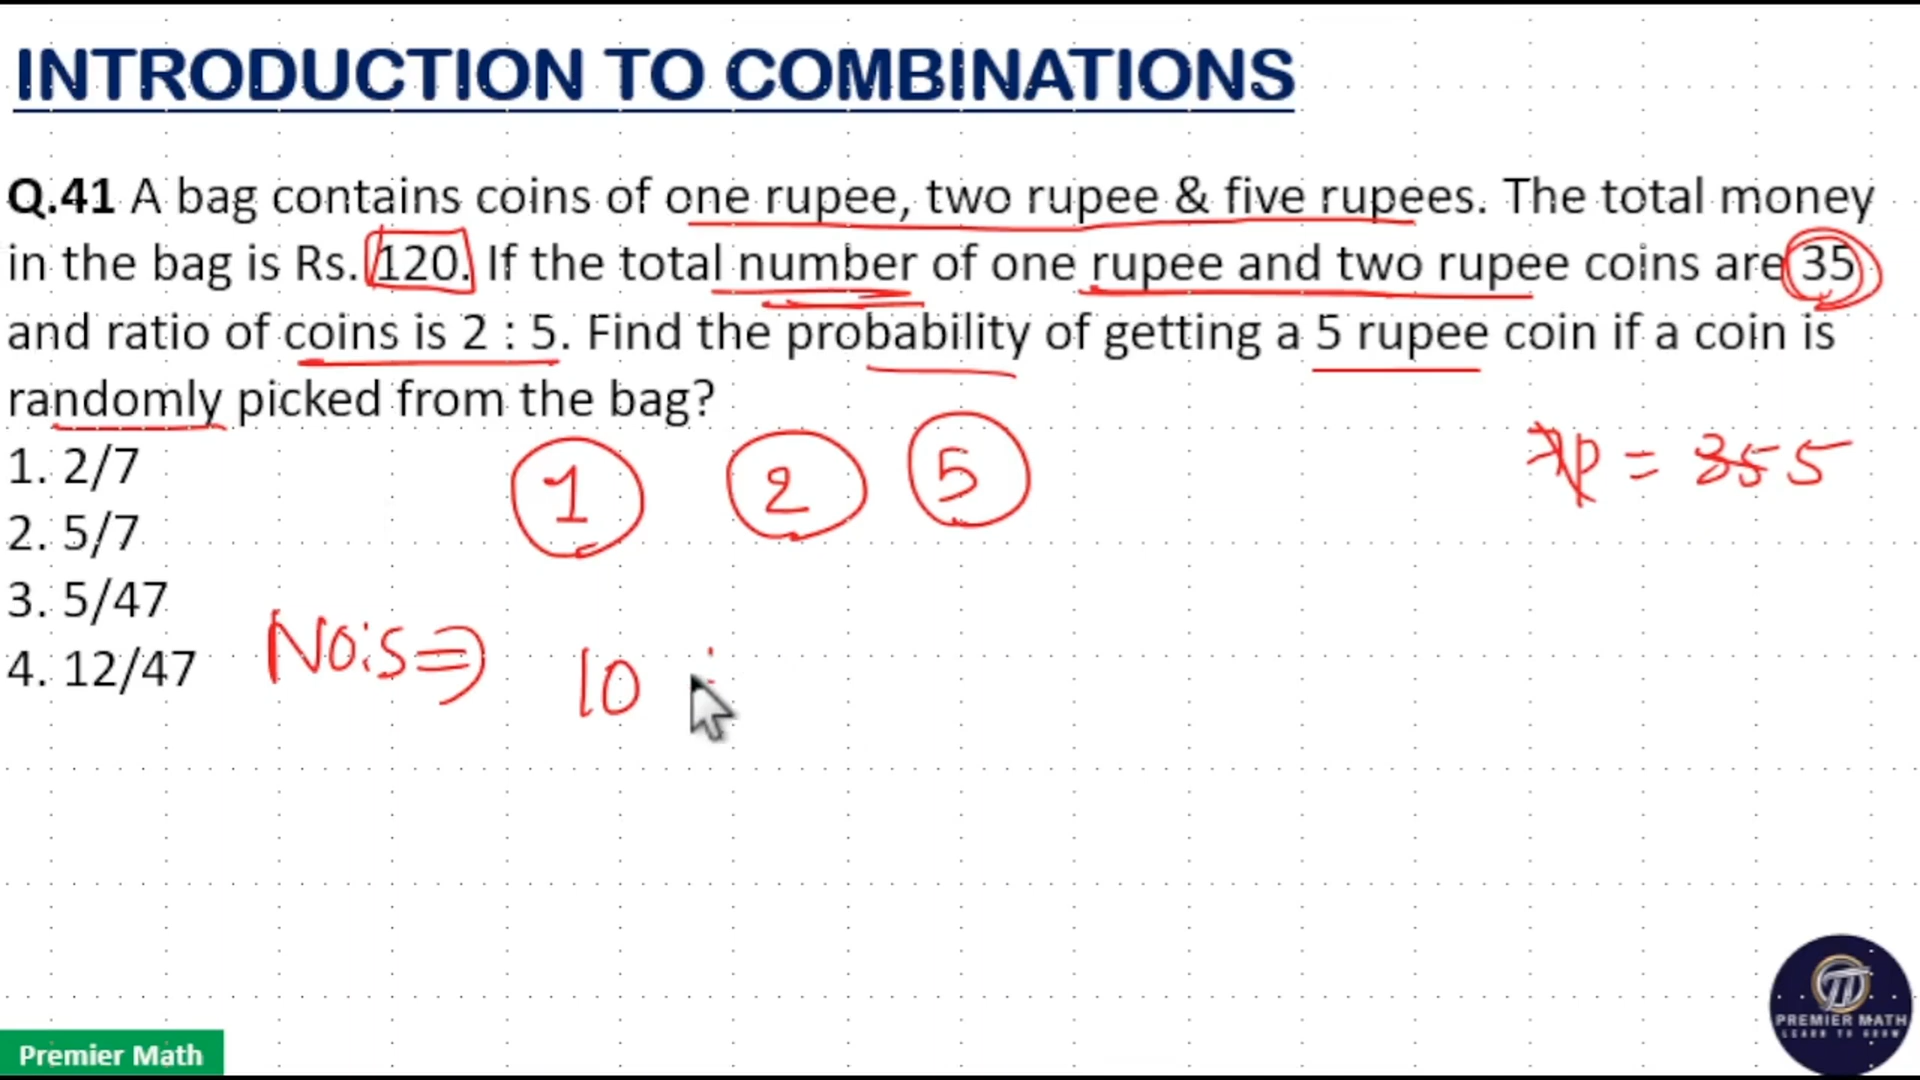 INTRODUCTION TO COMBINATIONS
Q.41 A bag contains coins of one rupee, two rupee & five rupees. The total money
in the bag is Rs. 120. If the total number of one rupee and two rupee coins are 35
and ratio of coins is 2 : 5. Find the probability of getting a 5 rupee coin if a coin is
randomly picked from the bag?
1. 2/7
2. 5/7
3. 5/47
4. 12/47
1 2 5
No:s ⇒ 10 :
Premier Math
PREMIER MATH
LEARN TO GROW